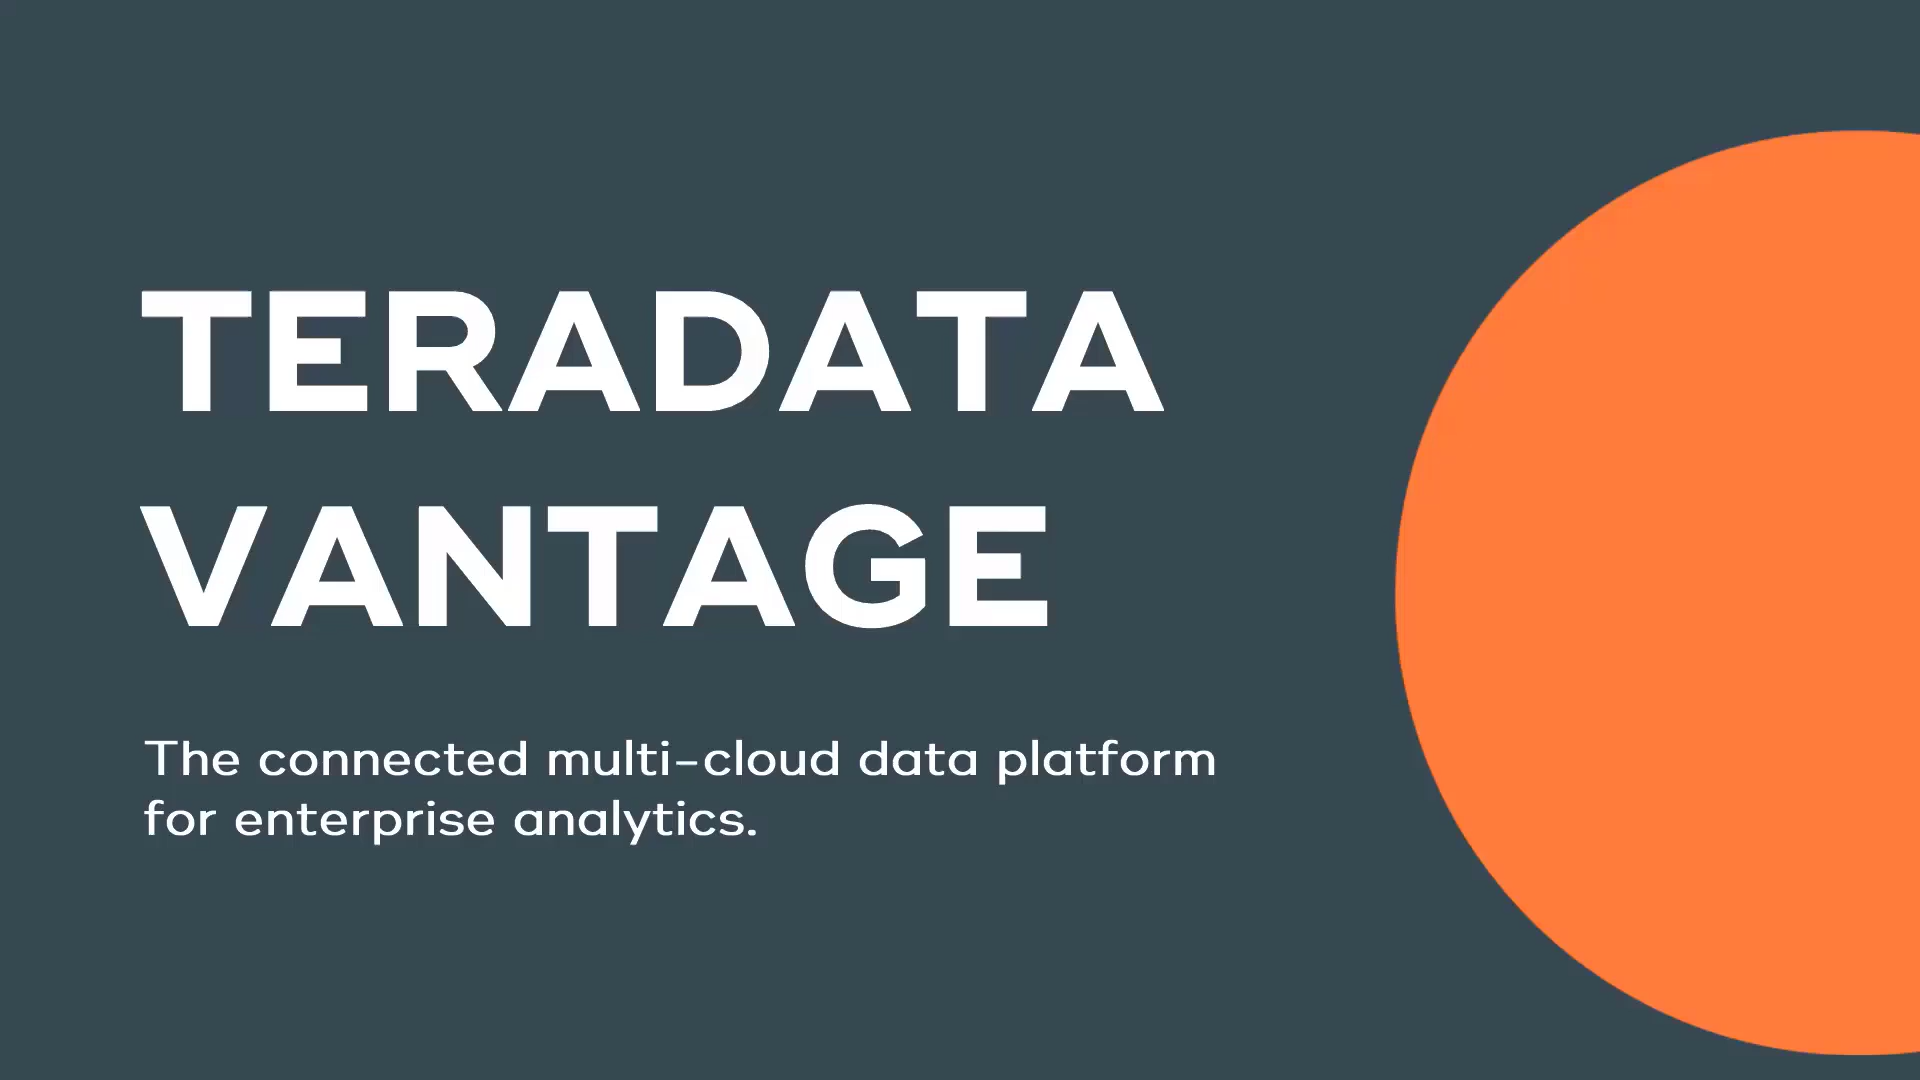 TERADATA
VANTAGE
The connected multi-cloud data platform
for enterprise analytics.